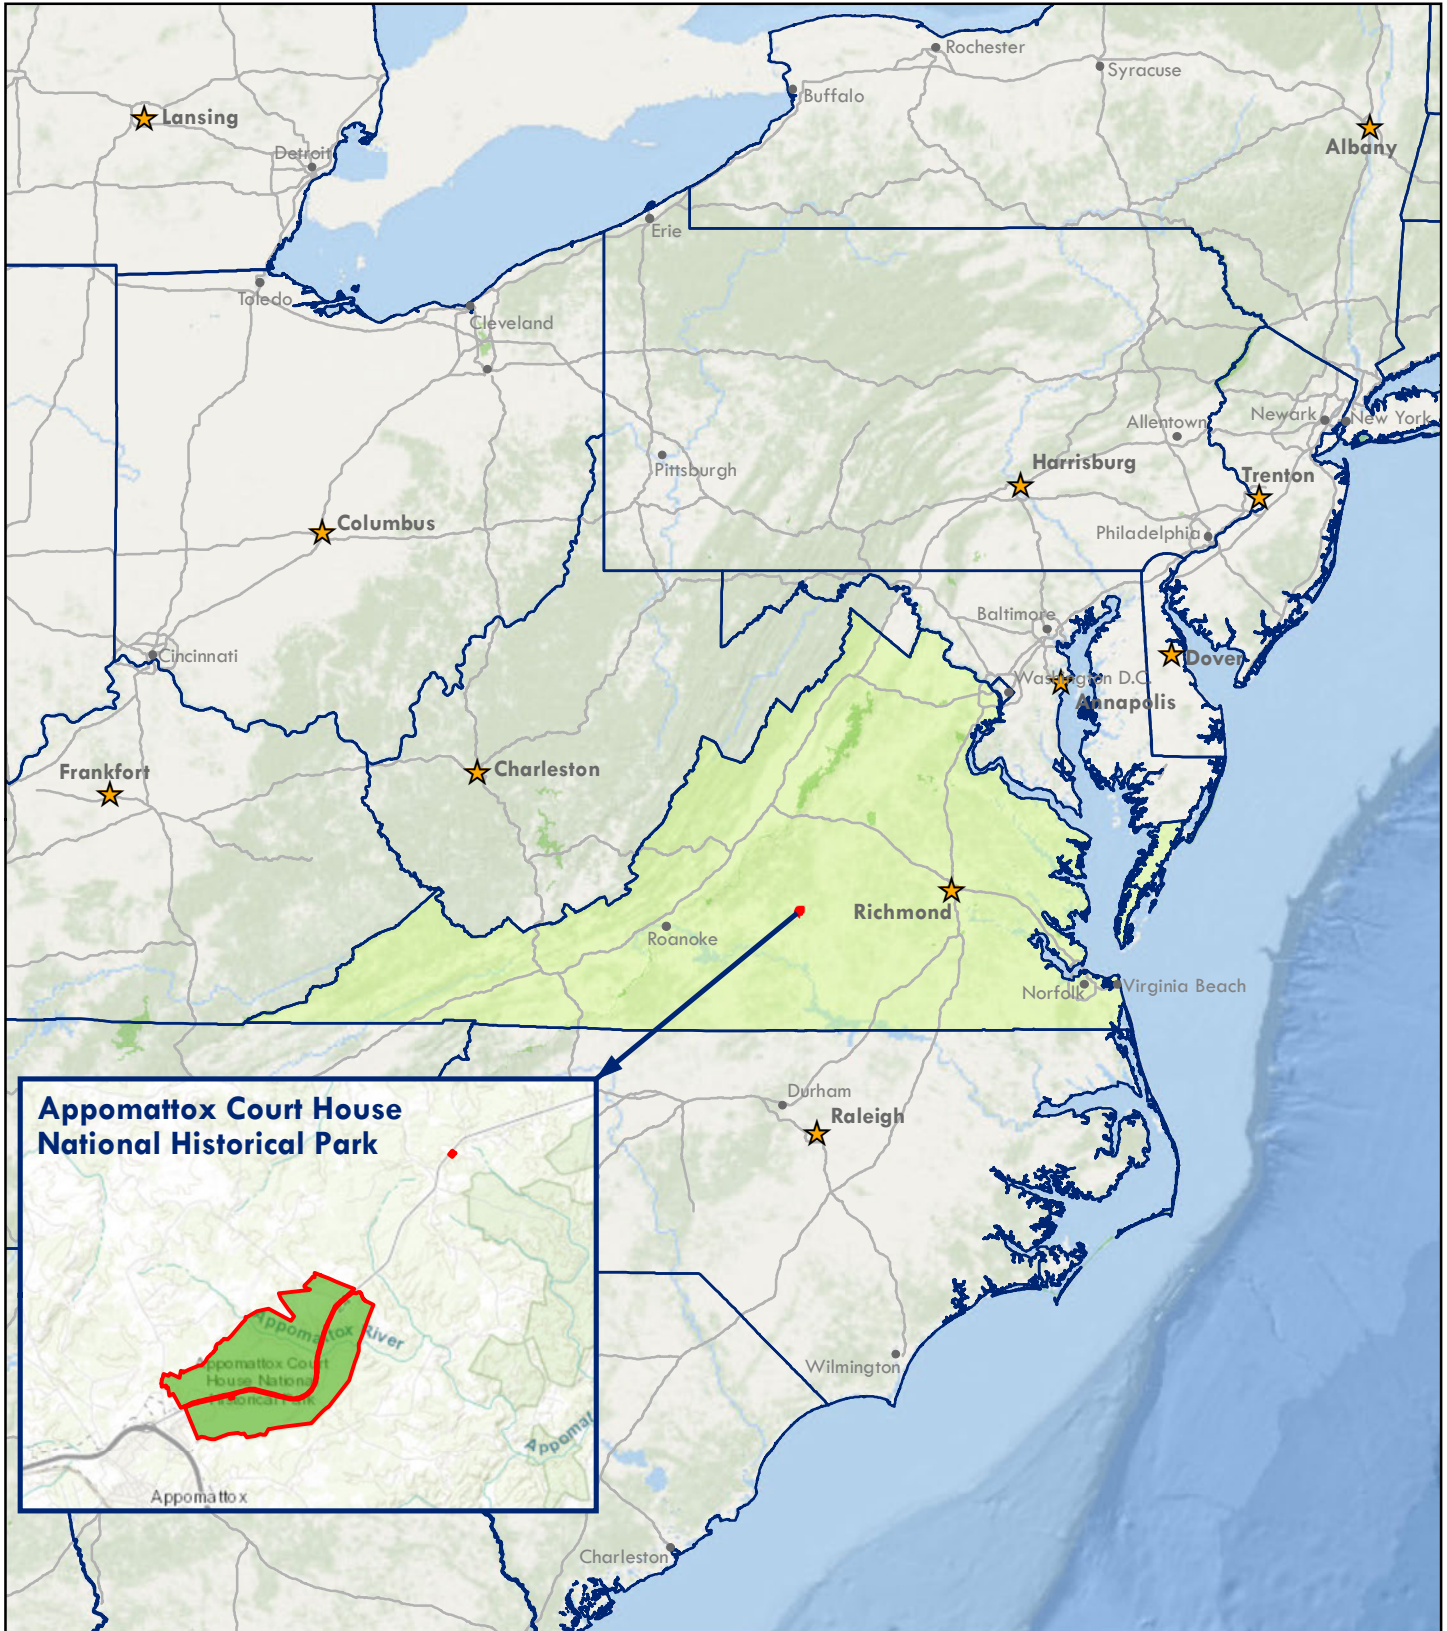 Rochester
Syracuse
Buffalo
Lansing
Albany
Detroit
Erie
Toledo
Cleveland
Allentown
Newark
New York
Pittsburgh
Harrisburg
Trenton
Columbus
Philadelphia
Baltimore
Cincinnati
Dover
Washington D.C.
Annapolis
Frankfort
Charleston
Richmond
Roanoke
Norfolk
Virginia Beach
Durham
Raleigh
Wilmington
Charleston
Appomattox Court House
National Historical Park
Appomattox River
Appomattox Court
House National
Historical Park
Appomat
Appomattox